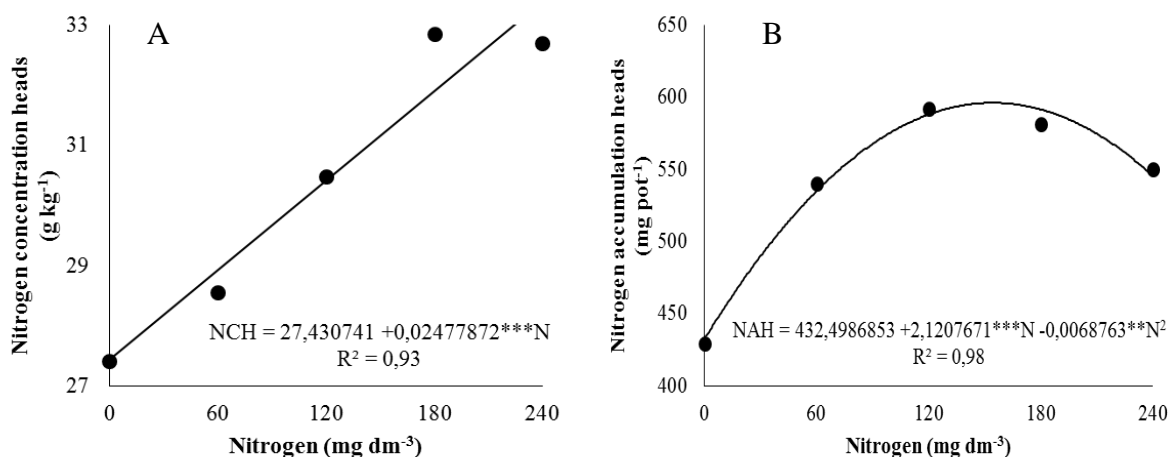 A
Nitrogen concentration heads
(g kg⁻¹)
33
31
29
27
NCH = 27,430741 +0,02477872***N
R² = 0,93
0 60 120 180 240
Nitrogen (mg dm⁻³)
B
Nitrogen accumulation heads
(mg pot⁻¹)
650
600
550
500
450
400
NAH = 432,4986853 +2,1207671***N -0,0068763**N²
R² = 0,98
0 60 120 180 240
Nitrogen (mg dm⁻³)